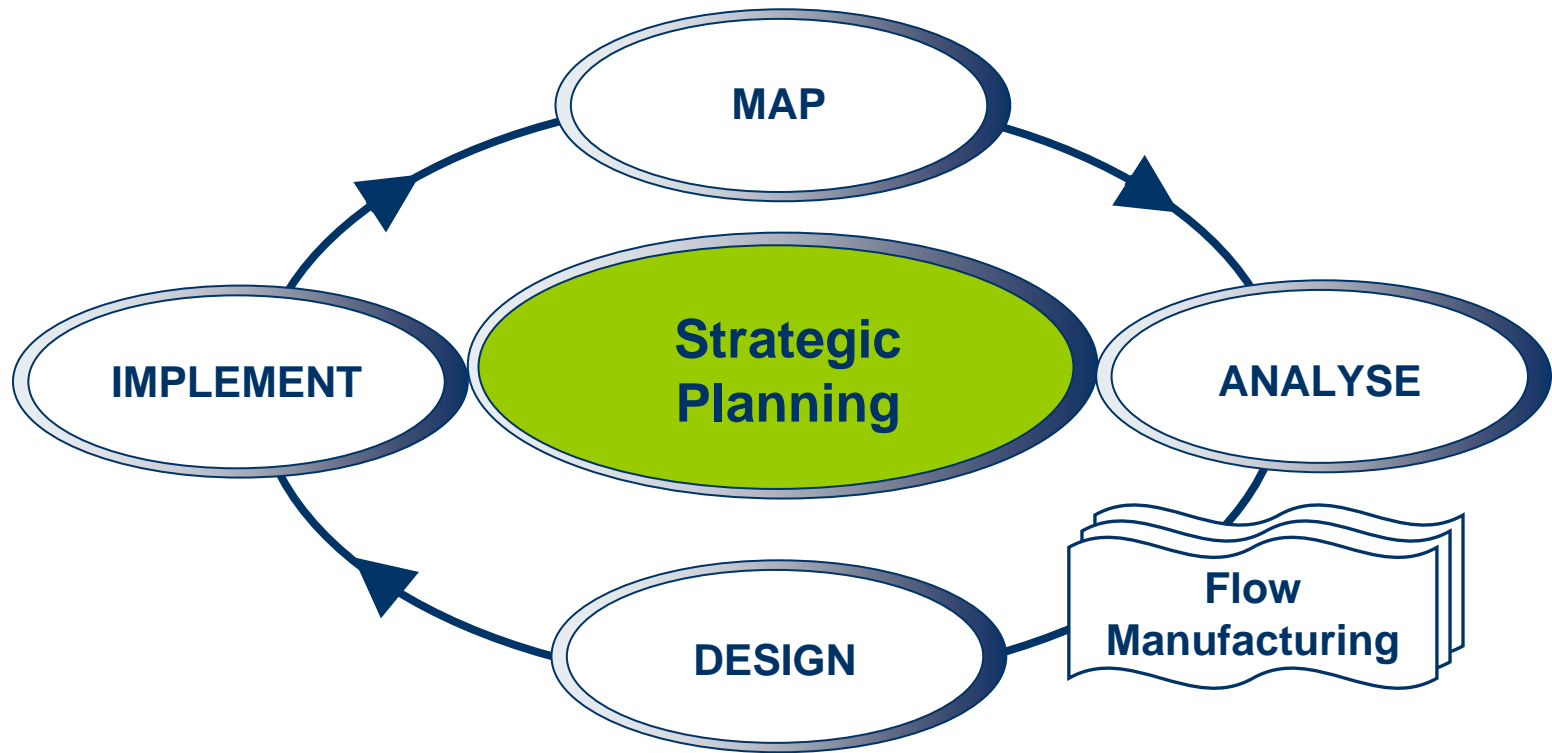 MAP
Strategic
Planning
IMPLEMENT
ANALYSE
Flow
Manufacturing
DESIGN